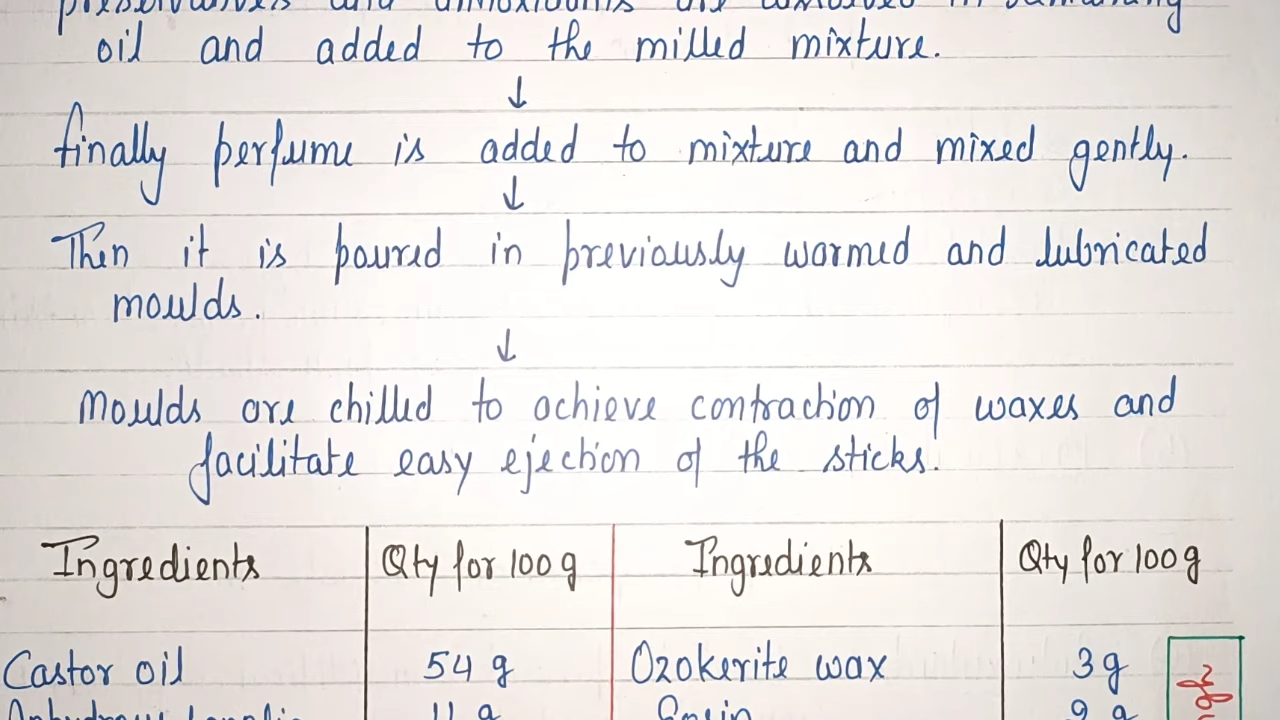 oil and added to the milled mixture.
↓
finally perfume is added to mixture and mixed gently.
↓
Then it is poured in previously warmed and lubricated
moulds.
↓
Moulds are chilled to achieve contraction of waxes and
facilitate easy ejection of the sticks.
Ingredients Qty for 100 g Ingredients Qty for 100 g
Castor oil 54 g Ozokerite wax 3 g
11 g